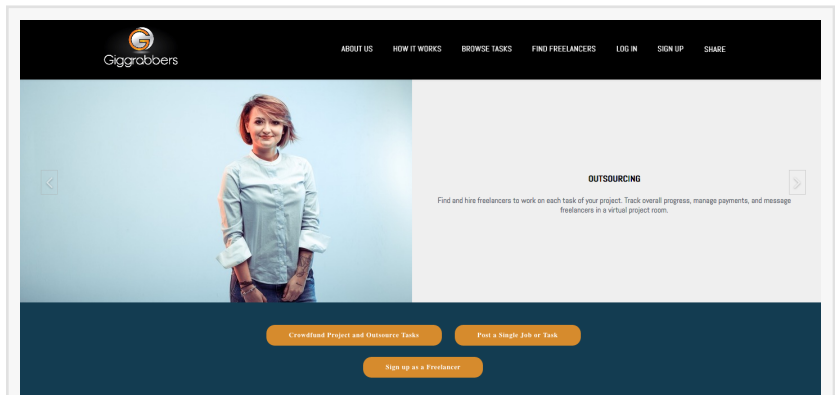 G
Giggrabbers
ABOUT US HOW IT WORKS BROWSE TASKS FIND FREELANCERS LOG IN SIGN UP SHARE
OUTSOURCING
Find and hire freelancers to work on each task of your project. Track overall progress, manage payments, and message
freelancers in a virtual project room.
Crowdfund Project and Outsource Tasks Post a Single Job or Task
Sign up as a Freelancer